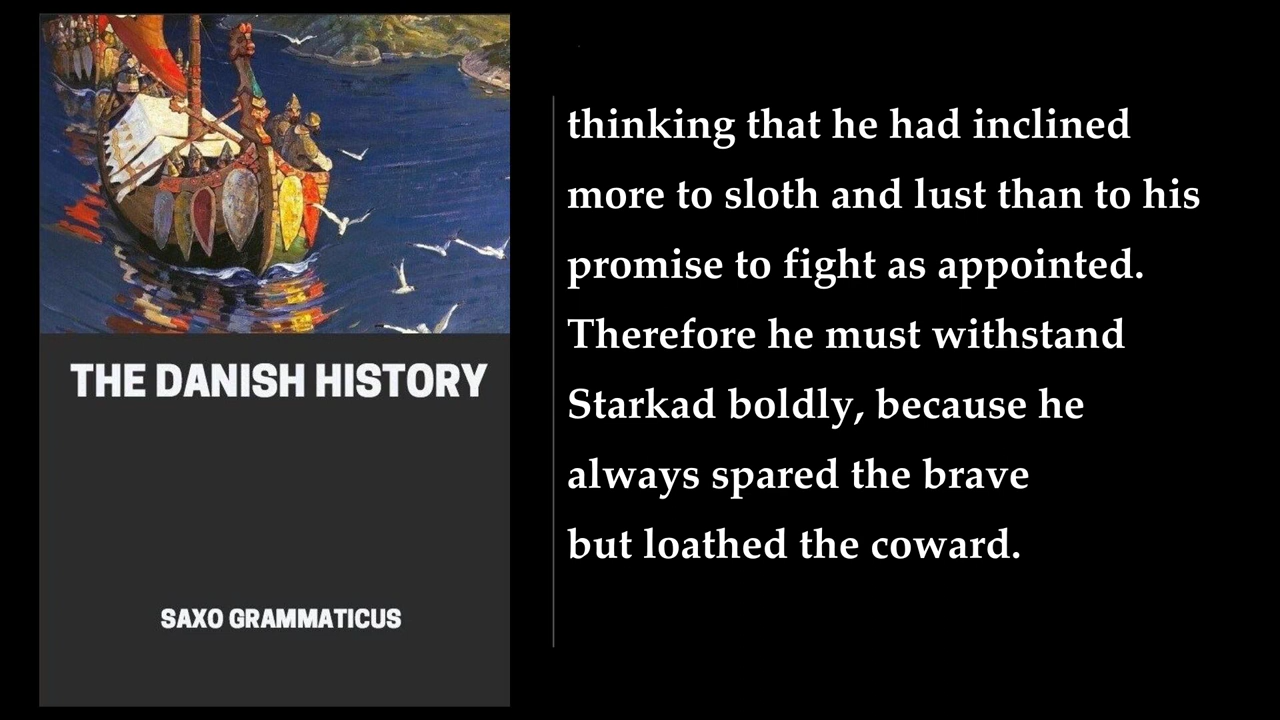 THE DANISH HISTORY
SAXO GRAMMATICUS
thinking that he had inclined
more to sloth and lust than to his
promise to fight as appointed.
Therefore he must withstand
Starkad boldly, because he
always spared the brave
but loathed the coward.